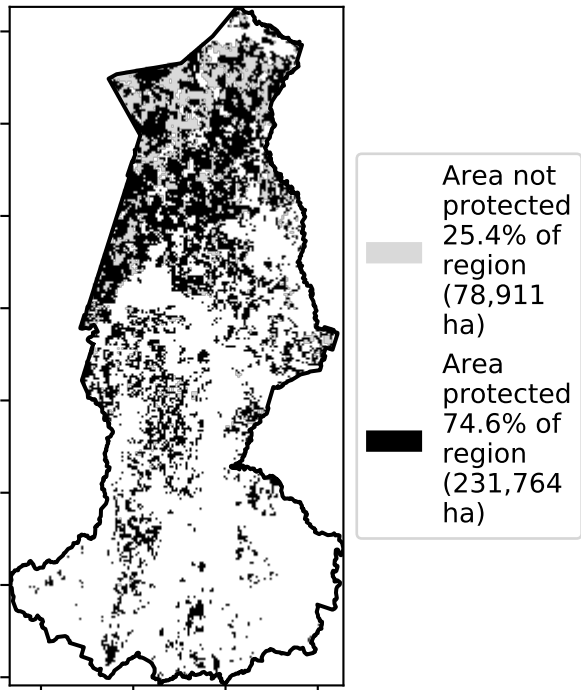 Area not
protected
25.4% of
region
(78,911
ha)
Area
protected
74.6% of
region
(231,764
ha)